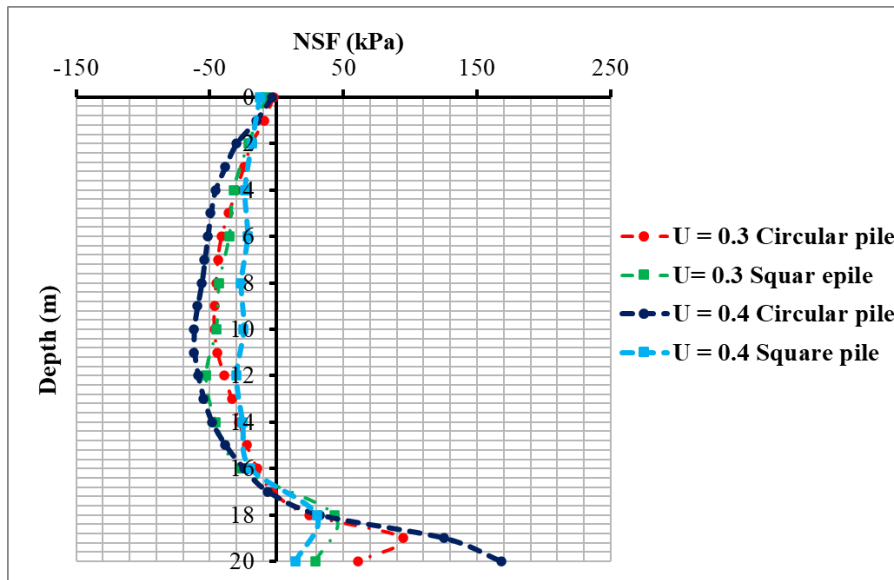 NSF (kPa)
-150 -50 50 150 250
0
2
4
6
8
10
12
14
16
18
20
Depth (m)
U = 0.3 Circular pile
U= 0.3 Squar epile
U = 0.4 Circular pile
U = 0.4 Square pile